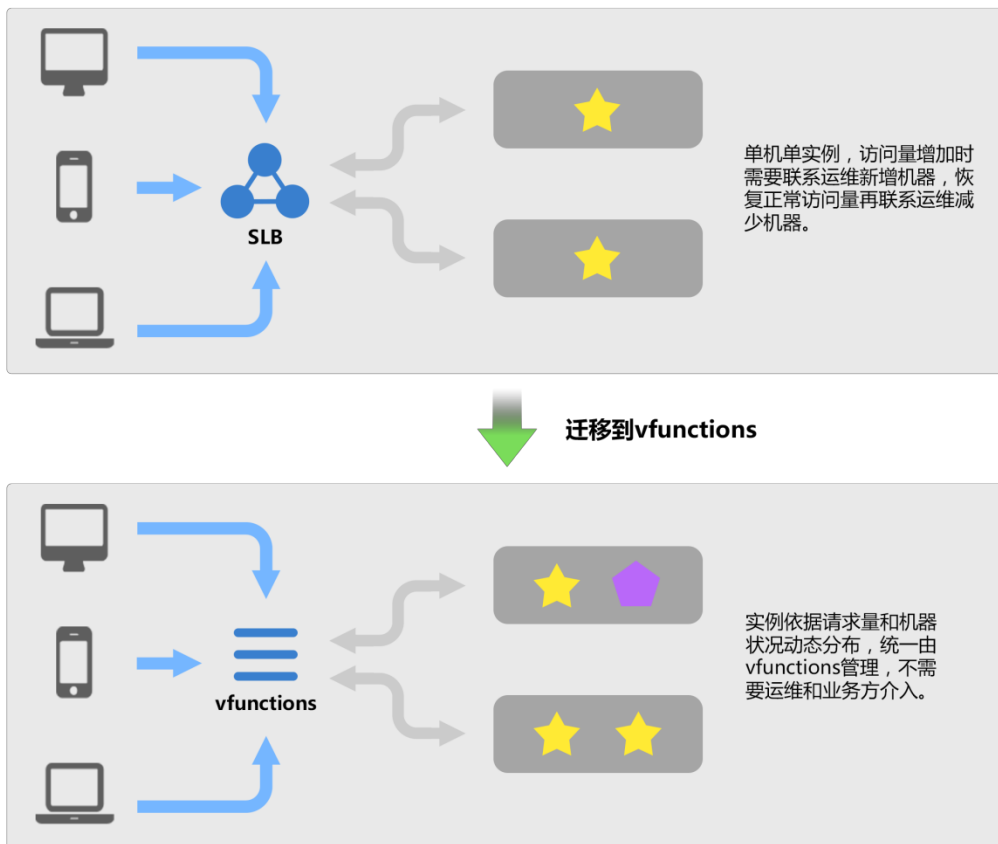 单机单实例，访问量增加时
需要联系运维新增机器，恢
复正常访问量再联系运维减
少机器。
SLB
迁移到vfunctions
实例依据请求量和机器
状况动态分布，统一由
vfunctions管理，不需
要运维和业务方介入。
vfunctions